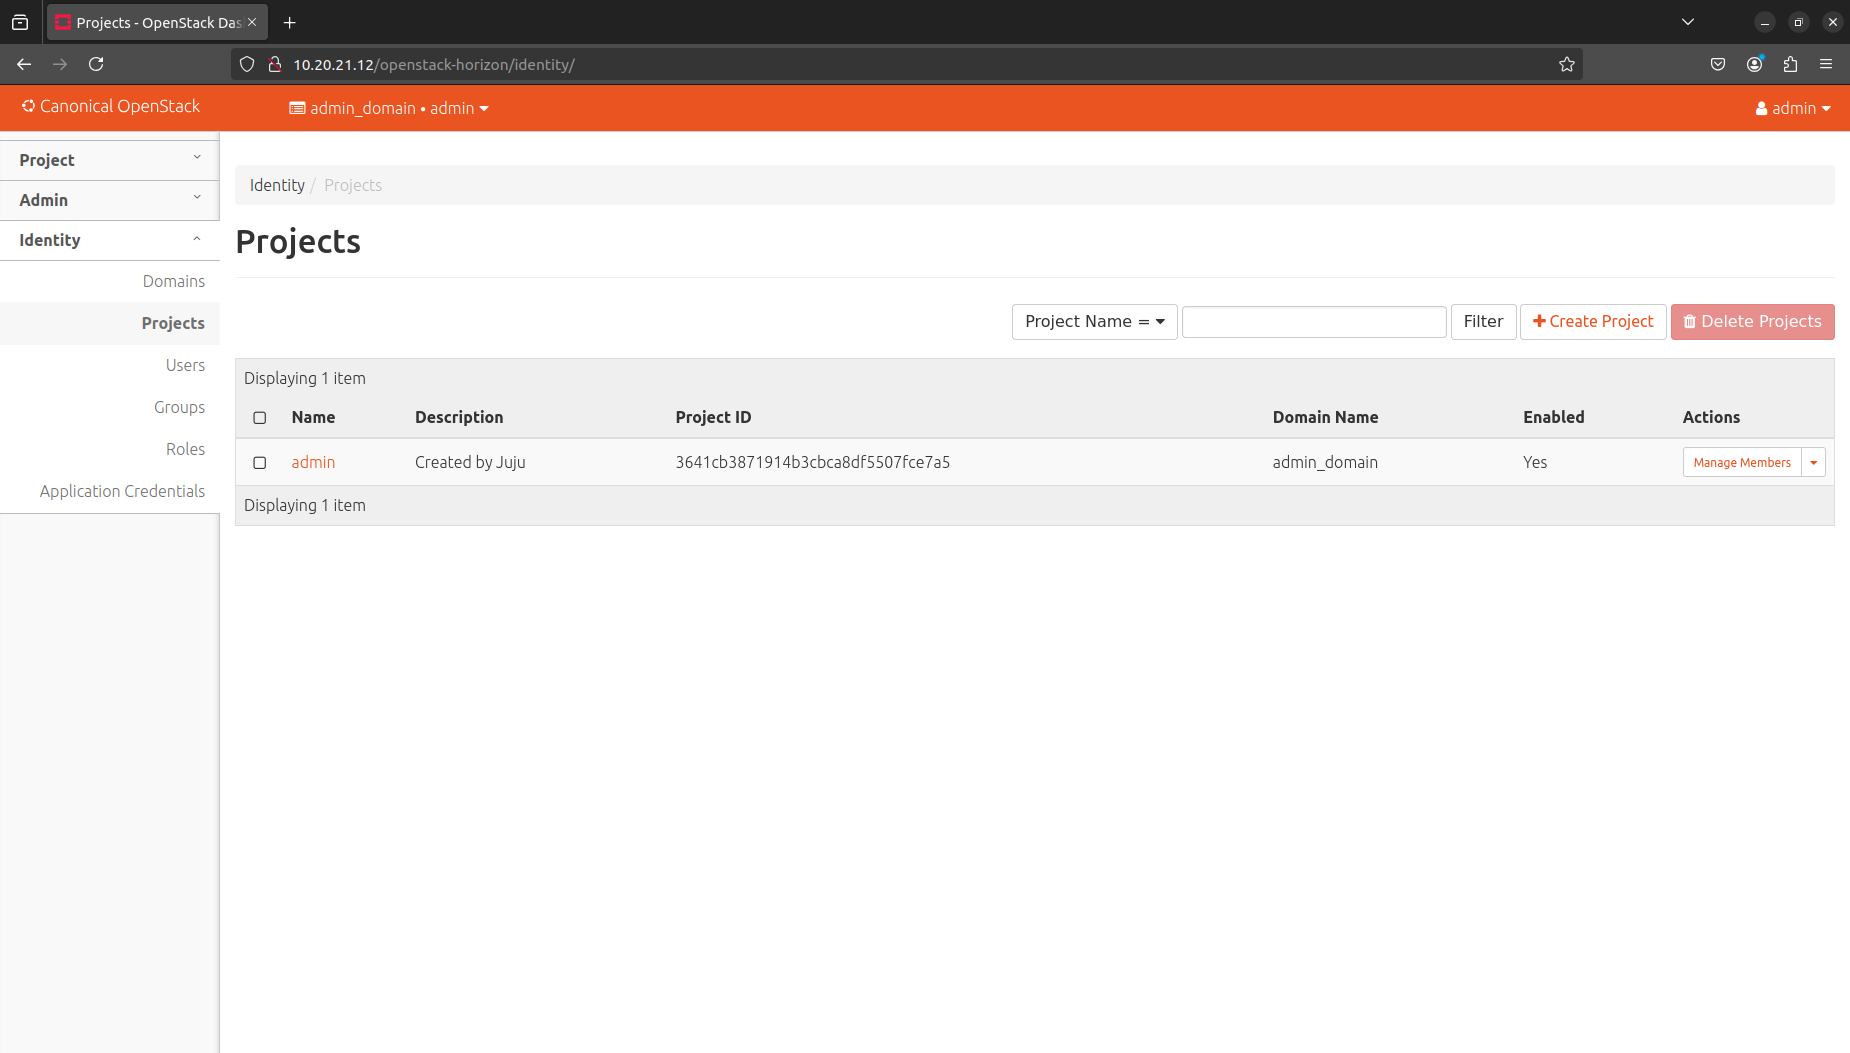 Projects - OpenStack Das
10.20.21.12/openstack-horizon/identity/
Canonical OpenStack
admin_domain • admin
admin
Project
Admin
Identity
Domains
Projects
Users
Groups
Roles
Application Credentials
Identity / Projects
Projects
Project Name =
Filter
Create Project
Delete Projects
Displaying 1 item
Name Description Project ID Domain Name Enabled Actions
admin Created by Juju 3641cb3871914b3cbca8df5507fce7a5 admin_domain Yes Manage Members
Displaying 1 item